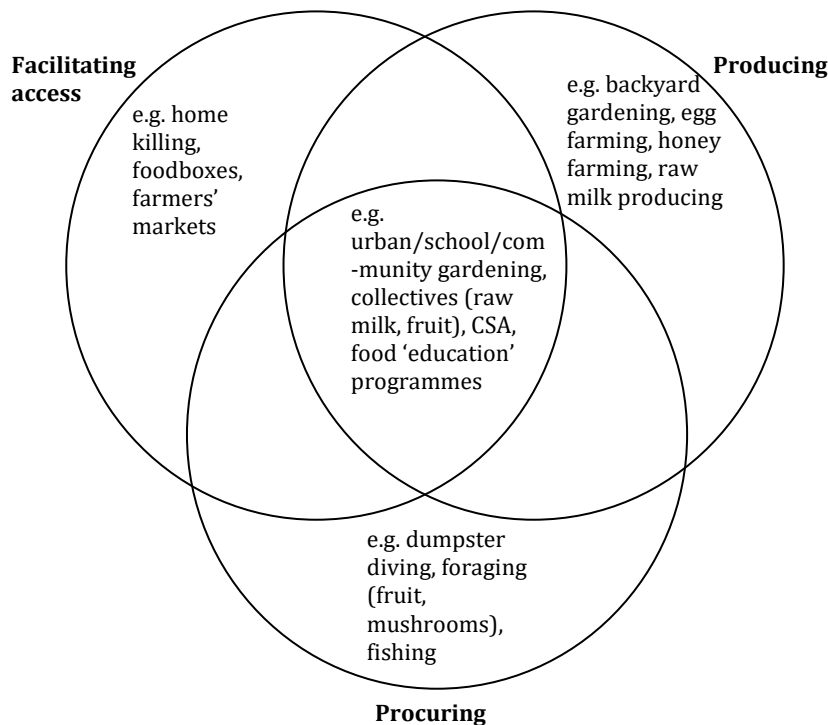 Facilitating
access
Producing
e.g. home
killing,
foodboxes,
farmers’
markets
e.g. backyard
gardening, egg
farming, honey
farming, raw
milk producing
e.g.
urban/school/com
-munity gardening,
collectives (raw
milk, fruit), CSA,
food ‘education’
programmes
e.g. dumpster
diving, foraging
(fruit,
mushrooms),
fishing
Procuring